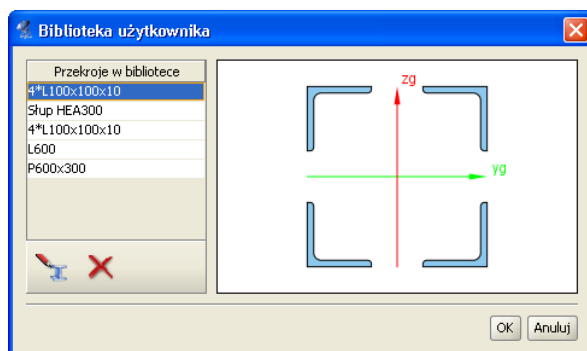 Biblioteka użytkownika
Przekroje w bibliotece
4*L100x100x10
Słup HEA300
4*L100x100x10
L600
P600x300
zg
yg
OK
Anuluj